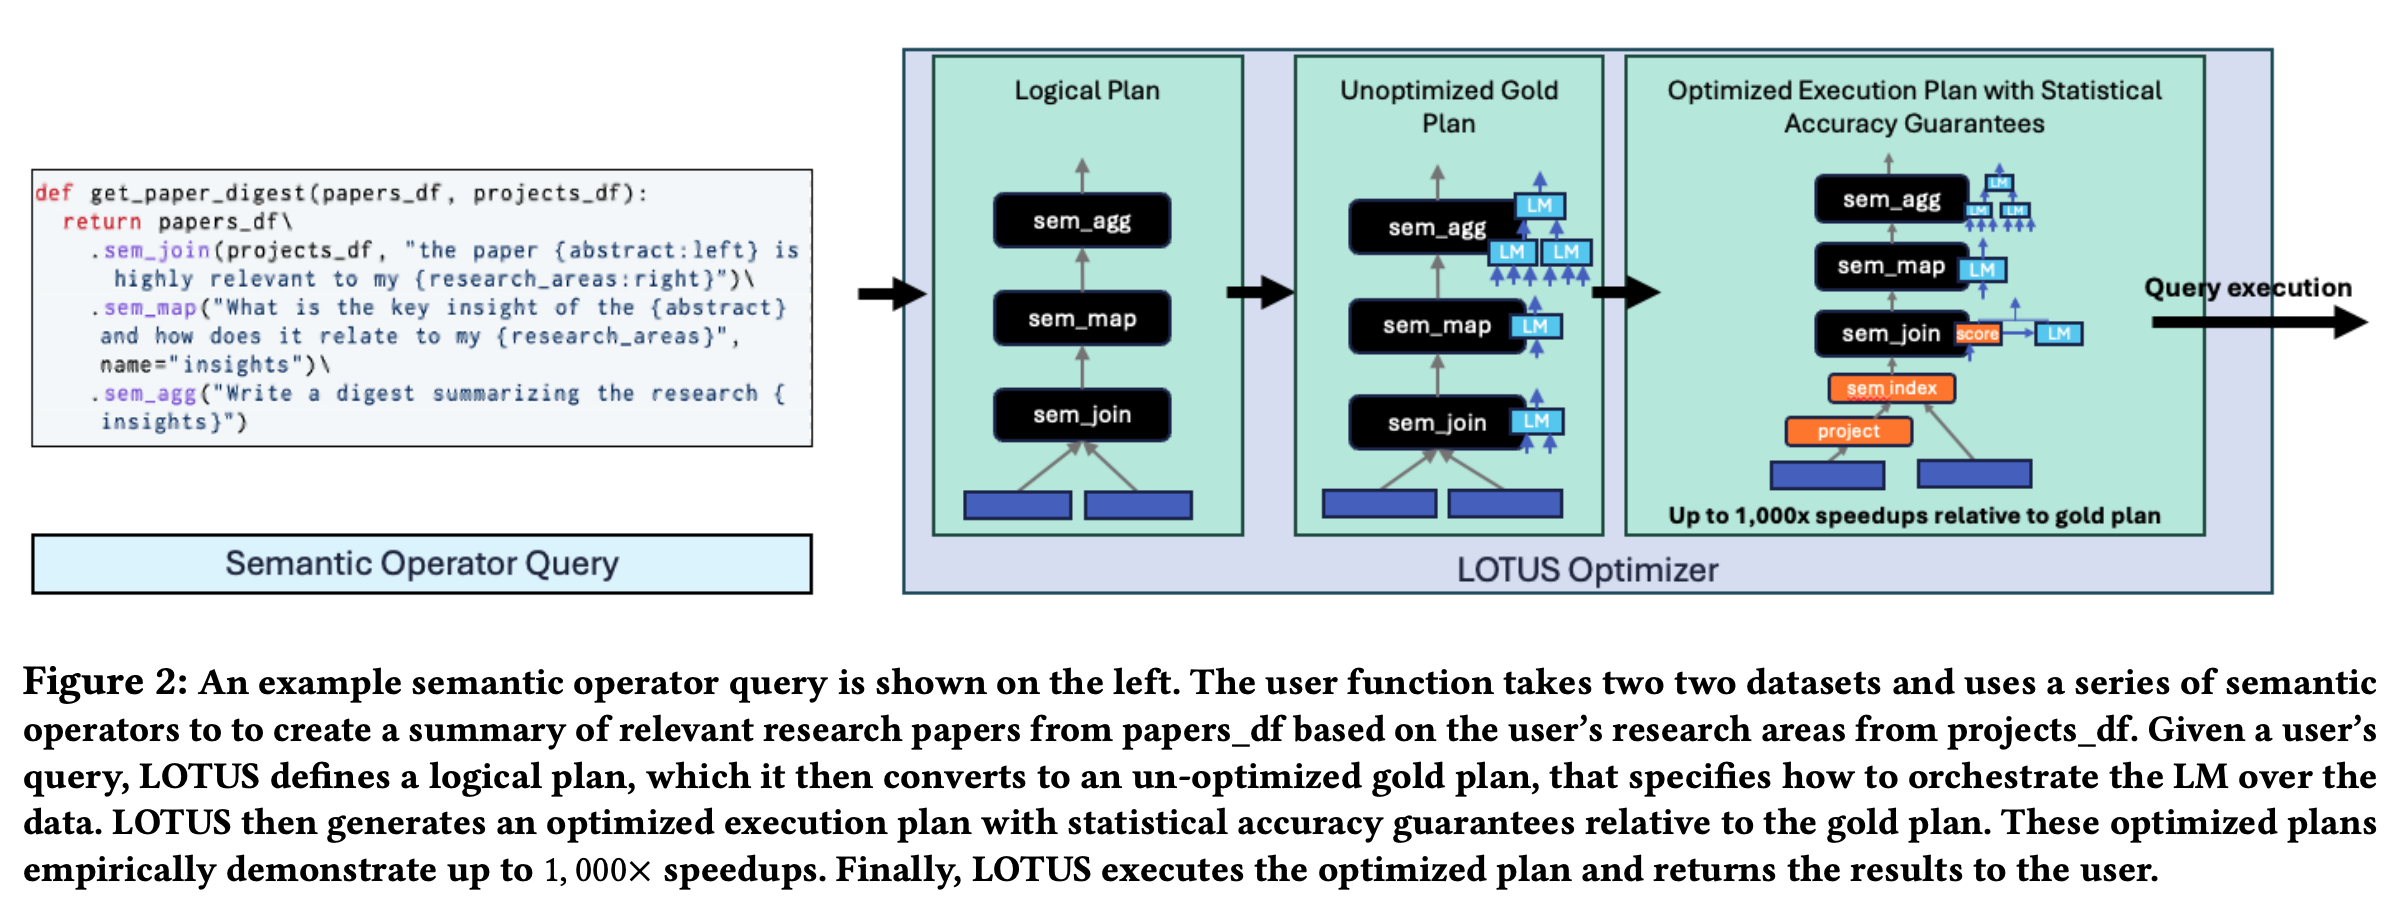 def get_paper_digest(papers_df, projects_df):
return papers_df\
.sem_join(projects_df, "the paper {abstract:left} is
highly relevant to my {research_areas:right}")\
.sem_map("What is the key insight of the {abstract}
and how does it relate to my {research_areas}",
name="insights")\
.sem_agg("Write a digest summarizing the research {
insights}")
Semantic Operator Query
Logical Plan
sem_agg
sem_map
sem_join
Unoptimized Gold
Plan
sem_agg
LM
LM
LM
sem_map
LM
sem_join
LM
Optimized Execution Plan with Statistical
Accuracy Guarantees
sem_agg
LM
LM
LM
sem_map
LM
sem_join
score
LM
sem index
project
Up to 1,000x speedups relative to gold plan
LOTUS Optimizer
Query execution
Figure 2: An example semantic operator query is shown on the left. The user function takes two two datasets and uses a series of semantic
operators to to create a summary of relevant research papers from papers_df based on the user's research areas from projects_df. Given a user's
query, LOTUS defines a logical plan, which it then converts to an un-optimized gold plan, that specifies how to orchestrate the LM over the
data. LOTUS then generates an optimized execution plan with statistical accuracy guarantees relative to the gold plan. These optimized plans
empirically demonstrate up to 1, 000× speedups. Finally, LOTUS executes the optimized plan and returns the results to the user.